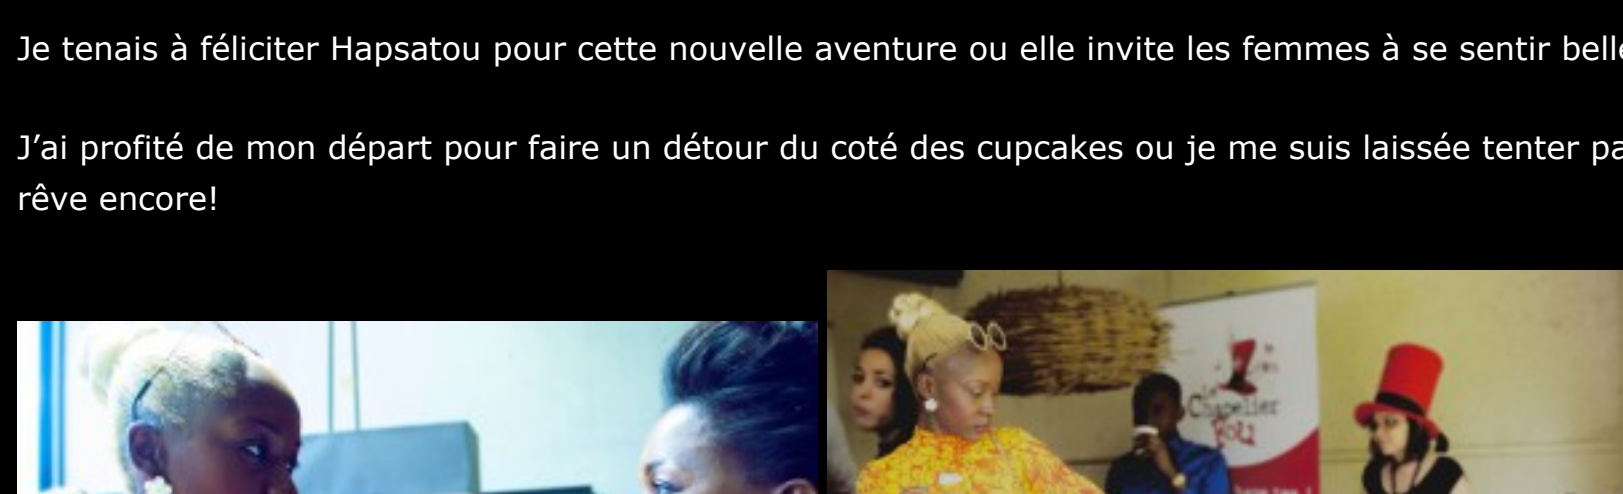 Je tenais à féliciter Hapsatou pour cette nouvelle aventure ou elle invite les femmes à se sentir belle
J’ai profité de mon départ pour faire un détour du coté des cupcakes ou je me suis laissée tenter pa
rêve encore!
le
Chapelier
Fou